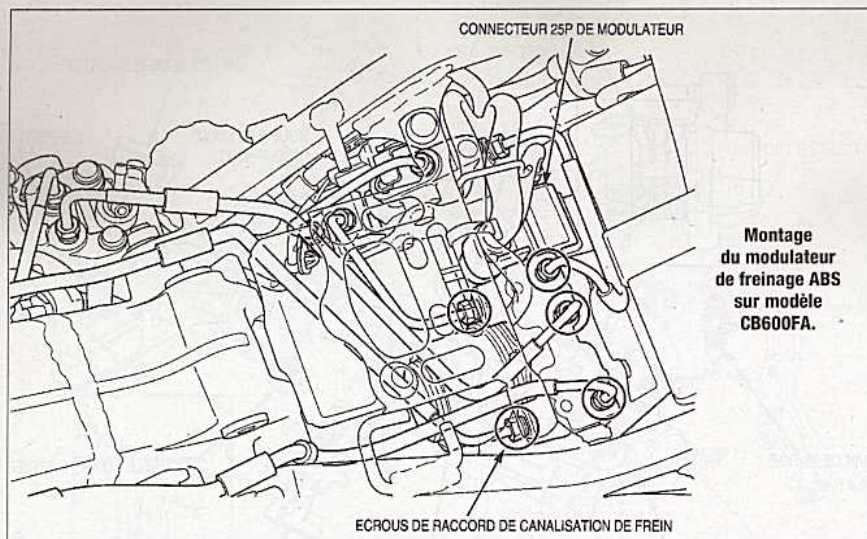 CONNECTEUR 25P DE MODULATEUR
Montage
du modulateur
de freinage ABS
sur modèle
CB600FA.
ECROUS DE RACCORD DE CANALISATION DE FREIN